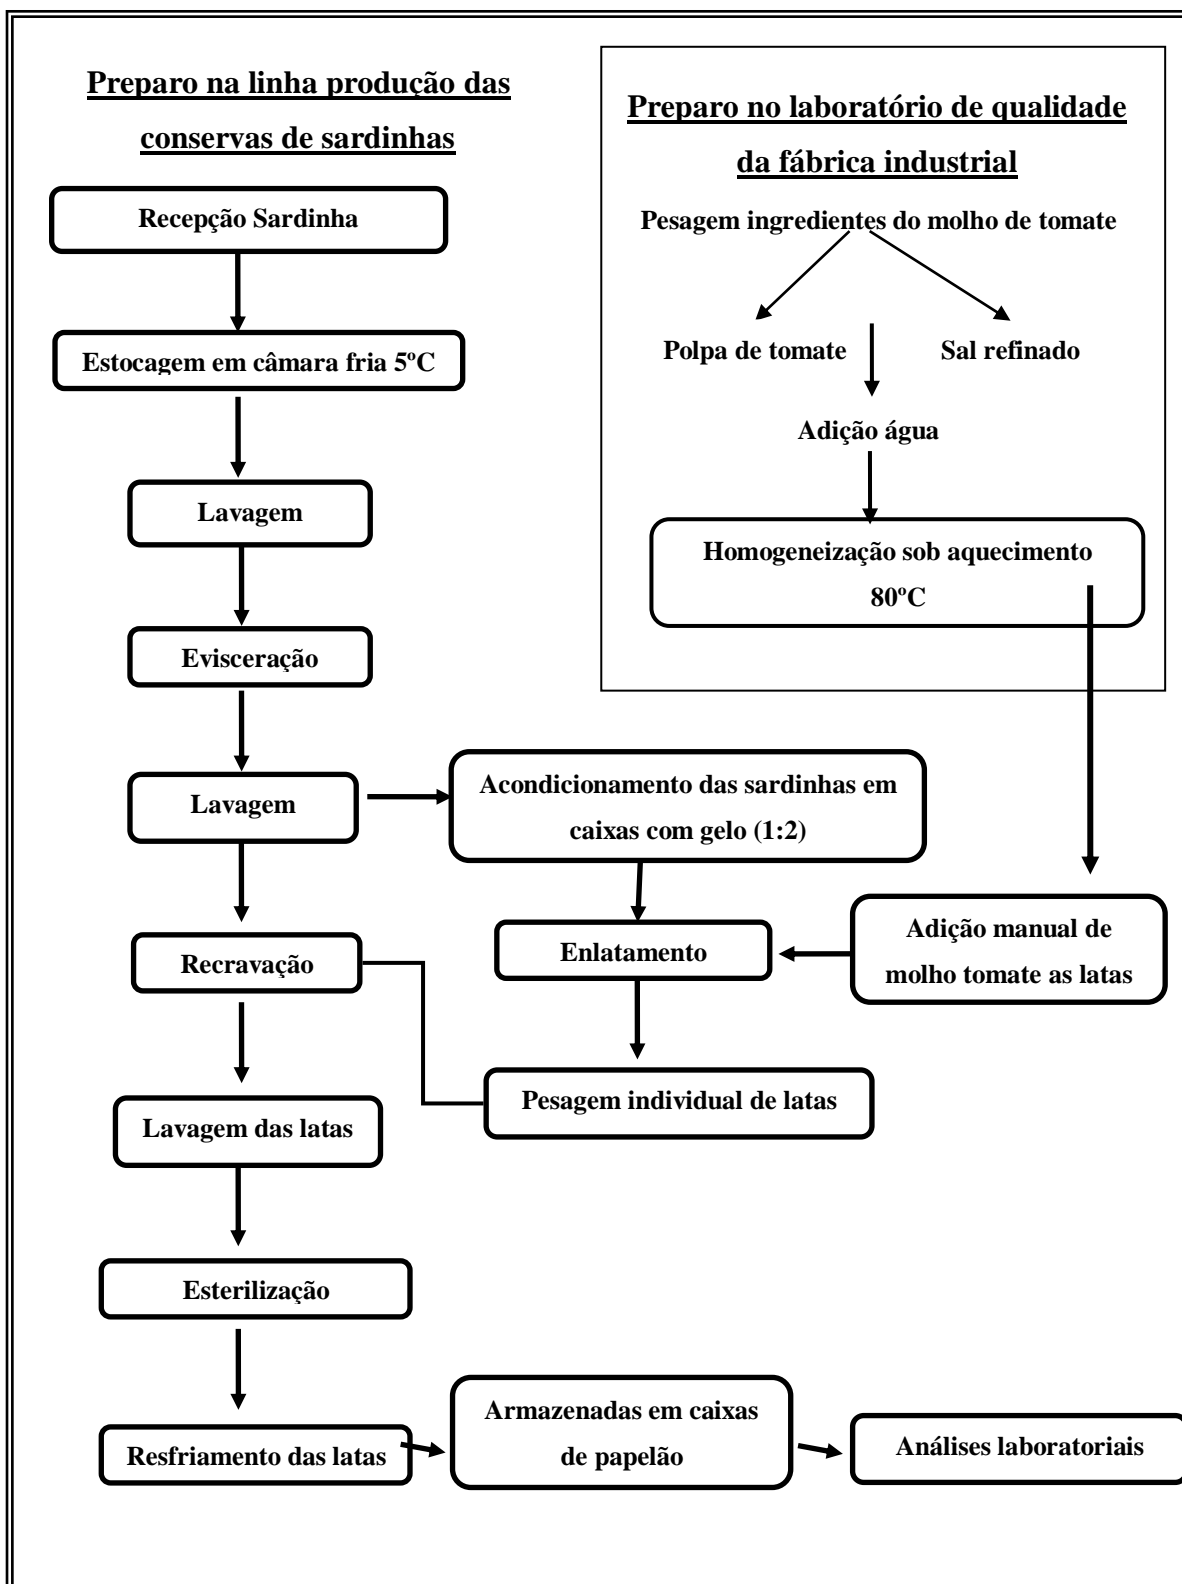 Preparo na linha produção das
conservas de sardinhas
Preparo no laboratório de qualidade
da fábrica industrial
Recepção Sardinha
Pesagem ingredientes do molho de tomate
Estocagem em câmara fria 5ºC
Polpa de tomate
Sal refinado
Adição água
Lavagem
Homogeneização sob aquecimento
80ºC
Evisceração
Lavagem
Acondicionamento das sardinhas em
caixas com gelo (1:2)
Recravação
Enlatamento
Adição manual de
molho tomate as latas
Lavagem das latas
Pesagem individual de latas
Esterilização
Resfriamento das latas
Armazenadas em caixas
de papelão
Análises laboratoriais